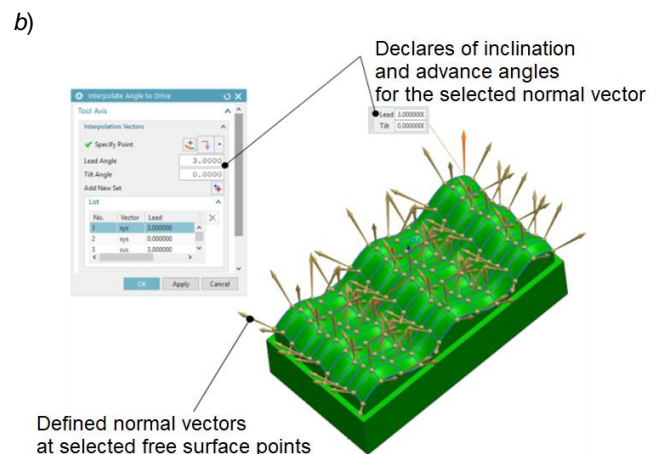 b)
Declares of inclination
and advance angles
for the selected normal vector
Interpolate Angle to Drive
Tool Axis
Interpolation Vectors
Specify Point
Lead Angle 3.0000
Tilt Angle 0.0000
Add New Set
List
No. Vector Lead
1 sys 3.000000
2 sys 0.000000
3 sys 3.000000
OK Apply Cancel
Lead 3.000000
Tilt 0.000000
Defined normal vectors
at selected free surface points